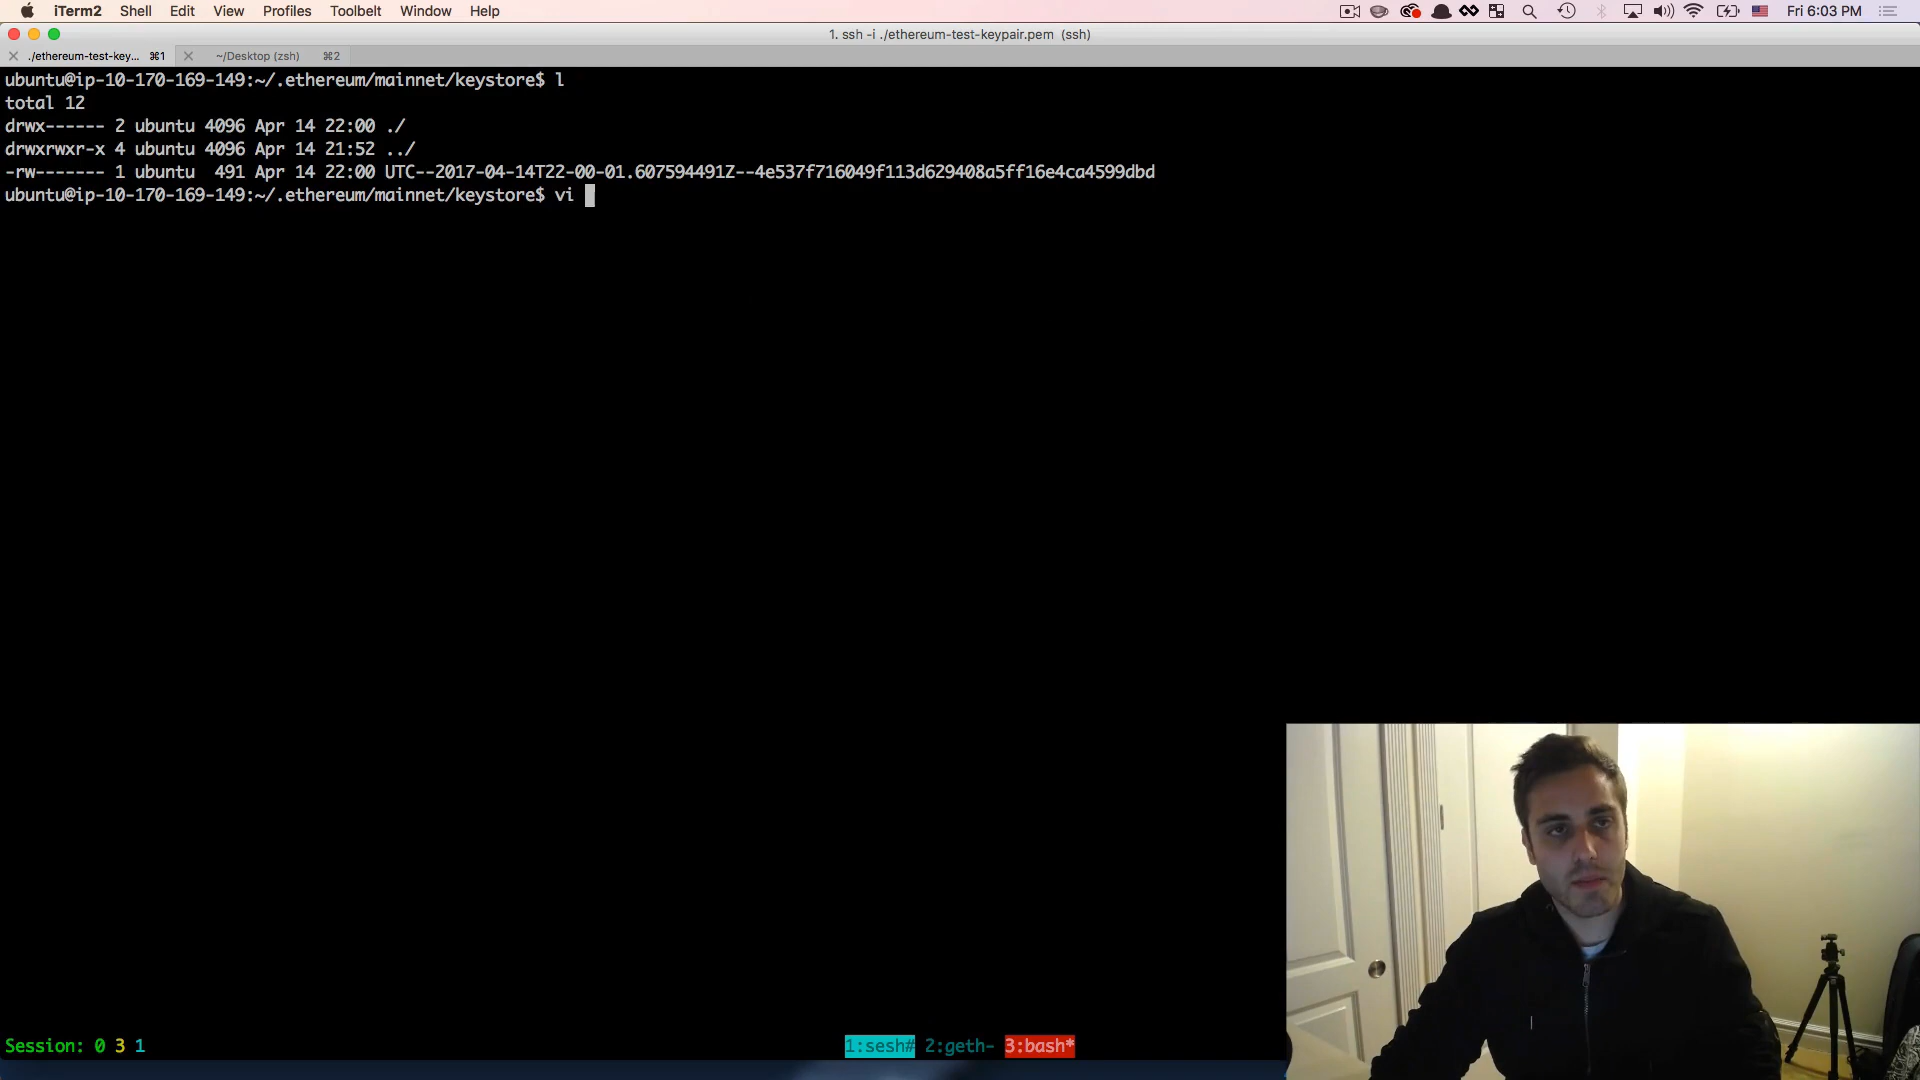 iTerm2 Shell Edit View Profiles Toolbelt Window Help Fri 6:03 PM
1. ssh -i ./ethereum-test-keypair.pem (ssh)
./ethereum-test-key... ⌘1 ~/Desktop (zsh) ⌘2
ubuntu@ip-10-170-169-149:~/.ethereum/mainnet/keystore$ l
total 12
drwx------ 2 ubuntu 4096 Apr 14 22:00 ./
drwxrwxr-x 4 ubuntu 4096 Apr 14 21:52 ../
-rw------- 1 ubuntu  491 Apr 14 22:00 UTC--2017-04-14T22-00-01.607594491Z--4e537f716049f113d629408a5ff16e4ca4599dbd
ubuntu@ip-10-170-169-149:~/.ethereum/mainnet/keystore$ vi
Session: 0 3 1 1:sesh# 2:geth- 3:bash*